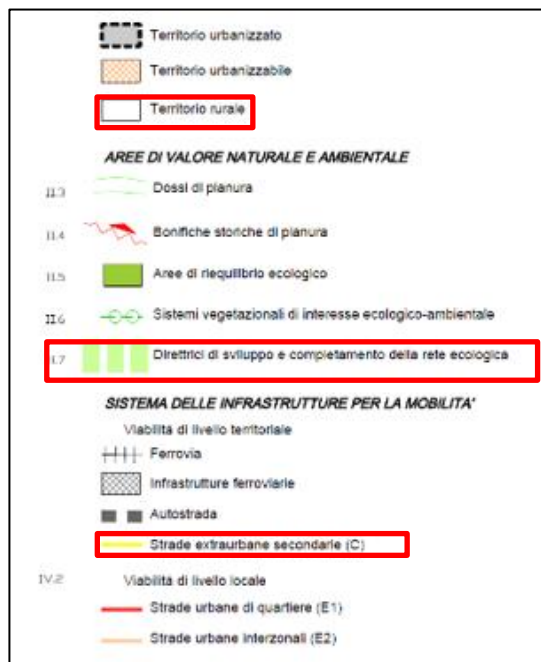 Territorio urbanizzato
Territorio urbanizzabile
Territorio rurale
AREE DI VALORE NATURALE E AMBIENTALE
II.3 Dossi di pianura
II.4 Bonifiche storiche di pianura
II.5 Aree di riequilibrio ecologico
II.6 Sistemi vegetazionali di interesse ecologico-ambientale
I.7 Direttrici di sviluppo e completamento della rete ecologica
SISTEMA DELLE INFRASTRUTTURE PER LA MOBILITA'
Viabilità di livello territoriale
Ferrovia
Infrastrutture ferroviarie
Autostrada
Strade extraurbane secondarie (C)
IV.2 Viabilità di livello locale
Strade urbane di quartiere (E1)
Strade urbane interzonali (E2)